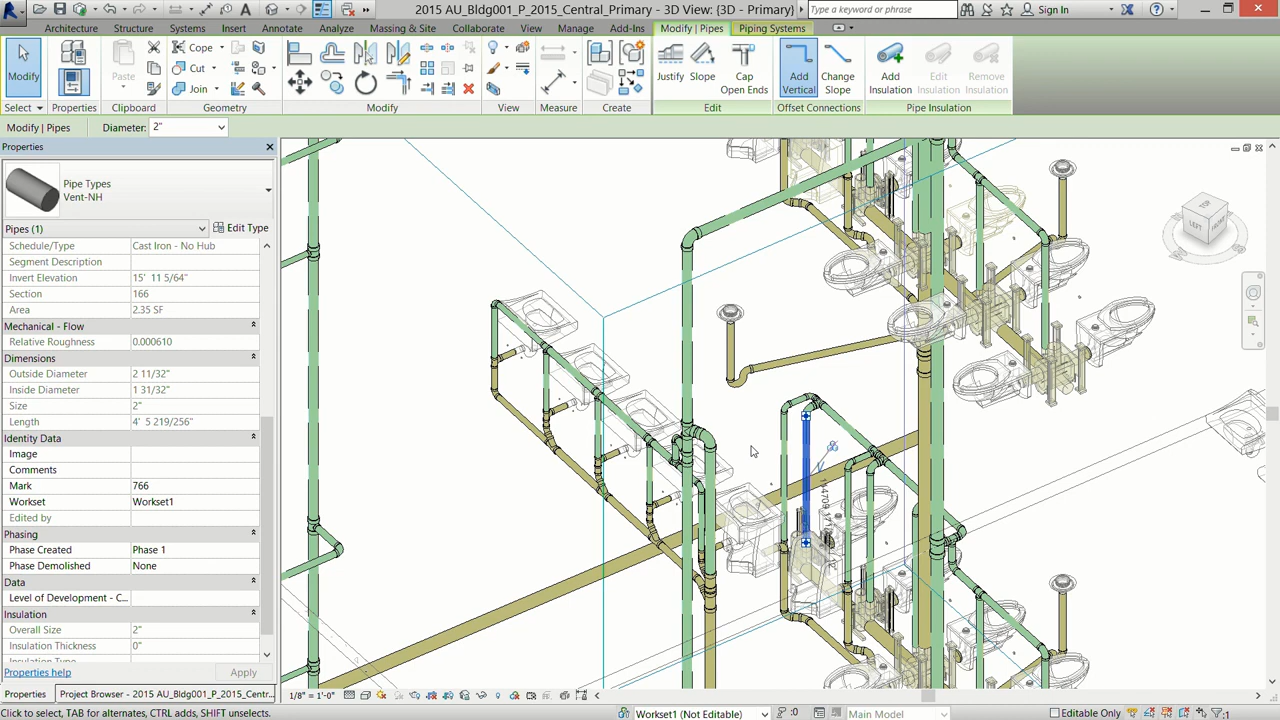 2015 AU_Bldg001_P_2015_Central_Primary - 3D View: {3D - Primary}
Type a keyword or phrase
Sign In
Architecture Structure Systems Insert Annotate Analyze Massing & Site Collaborate View Manage Add-Ins Modify | Pipes Piping Systems
Modify
Properties
Paste
Cope
Cut
Join
Justify
Slope
Cap Open Ends
Add Vertical
Change Slope
Add Insulation
Edit Insulation
Remove Insulation
Select Properties Clipboard Geometry Modify View Measure Create Edit Offset Connections Pipe Insulation
Modify | Pipes Diameter: 2"
Properties
Pipe Types
Vent-NH
Pipes (1) Edit Type
Schedule/Type Cast Iron - No Hub
Segment Description
Invert Elevation 15' 11 5/64"
Section 166
Area 2.35 SF
Mechanical - Flow
Relative Roughness 0.000610
Dimensions
Outside Diameter 2 11/32"
Inside Diameter 1 31/32"
Size 2"
Length 4' 5 219/256"
Identity Data
Image
Comments
Mark 766
Workset Workset1
Edited by
Phasing
Phase Created Phase 1
Phase Demolished None
Data
Level of Development - C...
Insulation
Overall Size 2"
Insulation Thickness 0"
Properties help Apply
Properties Project Browser - 2015 AU_Bldg001_P_2015_Centr...
1/8" = 1'-0"
Click to select, TAB for alternates, CTRL adds, SHIFT unselects.
Workset1 (Not Editable)
:0
Main Model
Editable Only
:1
TOP
LEFT
FRONT